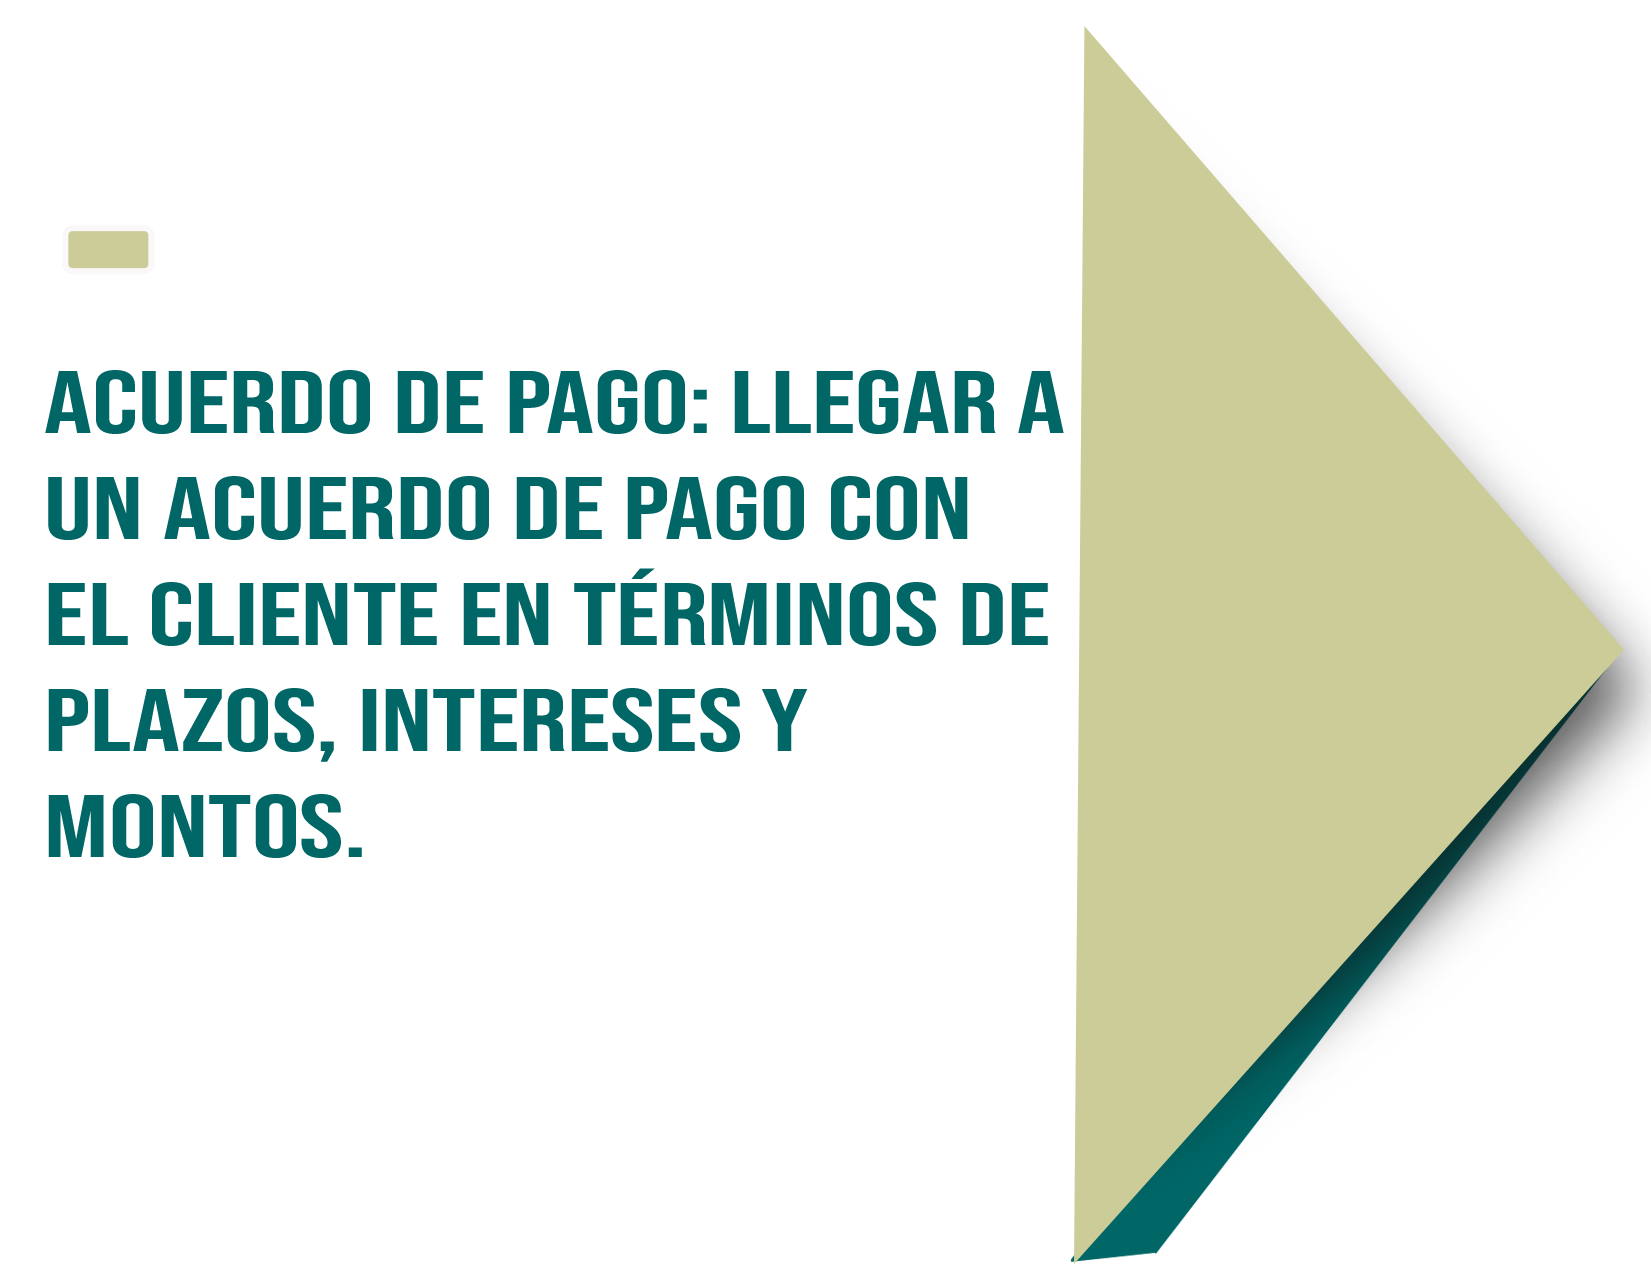 ACUERDO DE PAGO: LLEGAR A
UN ACUERDO DE PAGO CON
EL CLIENTE EN TÉRMINOS DE
PLAZOS, INTERESES Y
MONTOS.